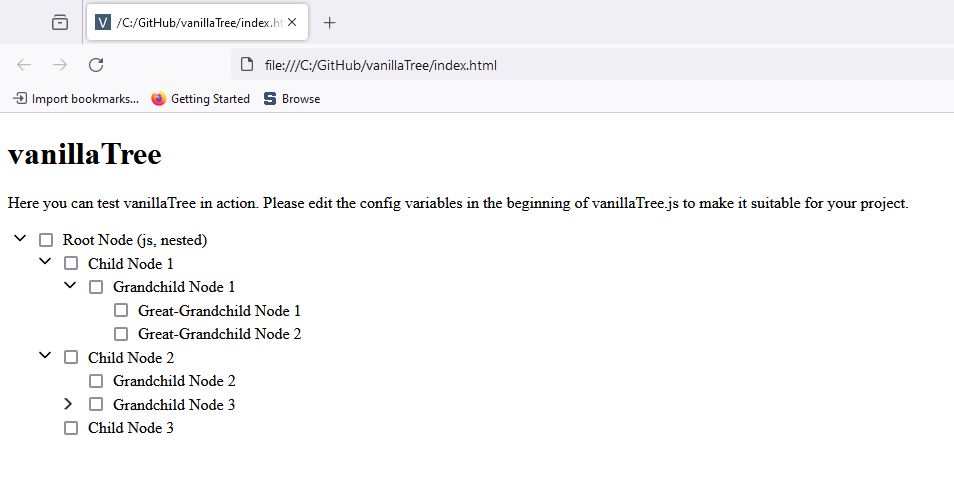 V /C:/GitHub/vanillaTree/index.ht
file:///C:/GitHub/vanillaTree/index.html
Import bookmarks... Getting Started S Browse
vanillaTree
Here you can test vanillaTree in action. Please edit the config variables in the beginning of vanillaTree.js to make it suitable for your project.
Root Node (js, nested)
Child Node 1
Grandchild Node 1
Great-Grandchild Node 1
Great-Grandchild Node 2
Child Node 2
Grandchild Node 2
Grandchild Node 3
Child Node 3